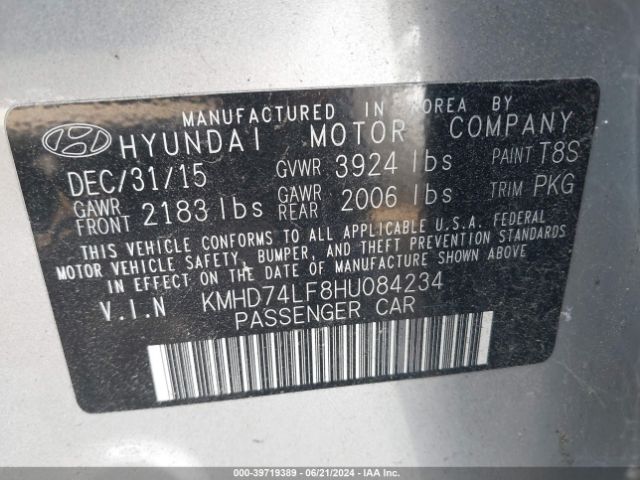 MANUFACTURED IN KOREA BY
HYUNDAI MOTOR COMPANY
DEC/31/15 GVWR 3924 lbs PAINT T8S
GAWR FRONT 2183 lbs GAWR REAR 2006 lbs TRIM PKG
THIS VEHICLE CONFORMS TO ALL APPLICABLE U.S.A. FEDERAL
MOTOR VEHICLE SAFETY, BUMPER, AND THEFT PREVENTION STANDARDS
IN EFFECT ON THE DATE OF MANUFACTURE SHOWN ABOVE.
V.I.N KMHD74LF8HU084234
PASSENGER CAR
000-39719389 - 06/21/2024 - IAA Inc.